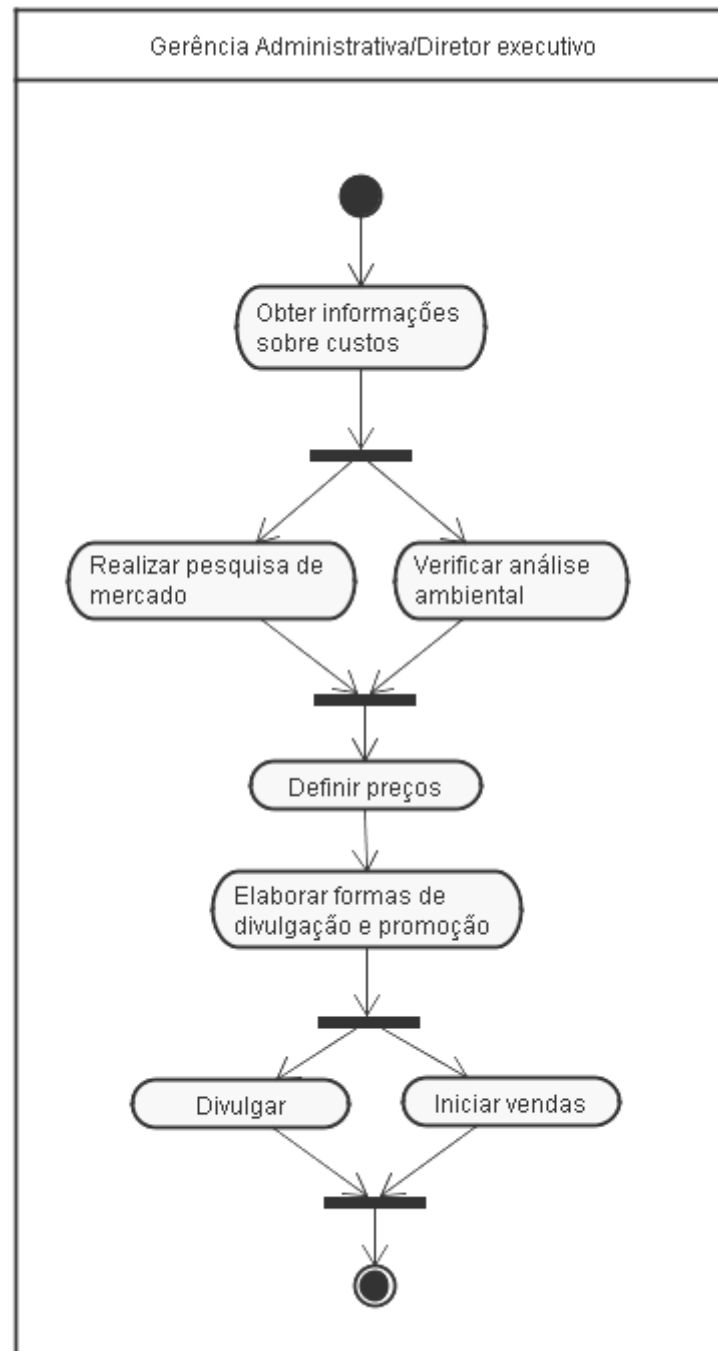 Gerência Administrativa/Diretor executivo
Obter informações
sobre custos
Realizar pesquisa de
mercado
Verificar análise
ambiental
Definir preços
Elaborar formas de
divulgação e promoção
Divulgar
Iniciar vendas